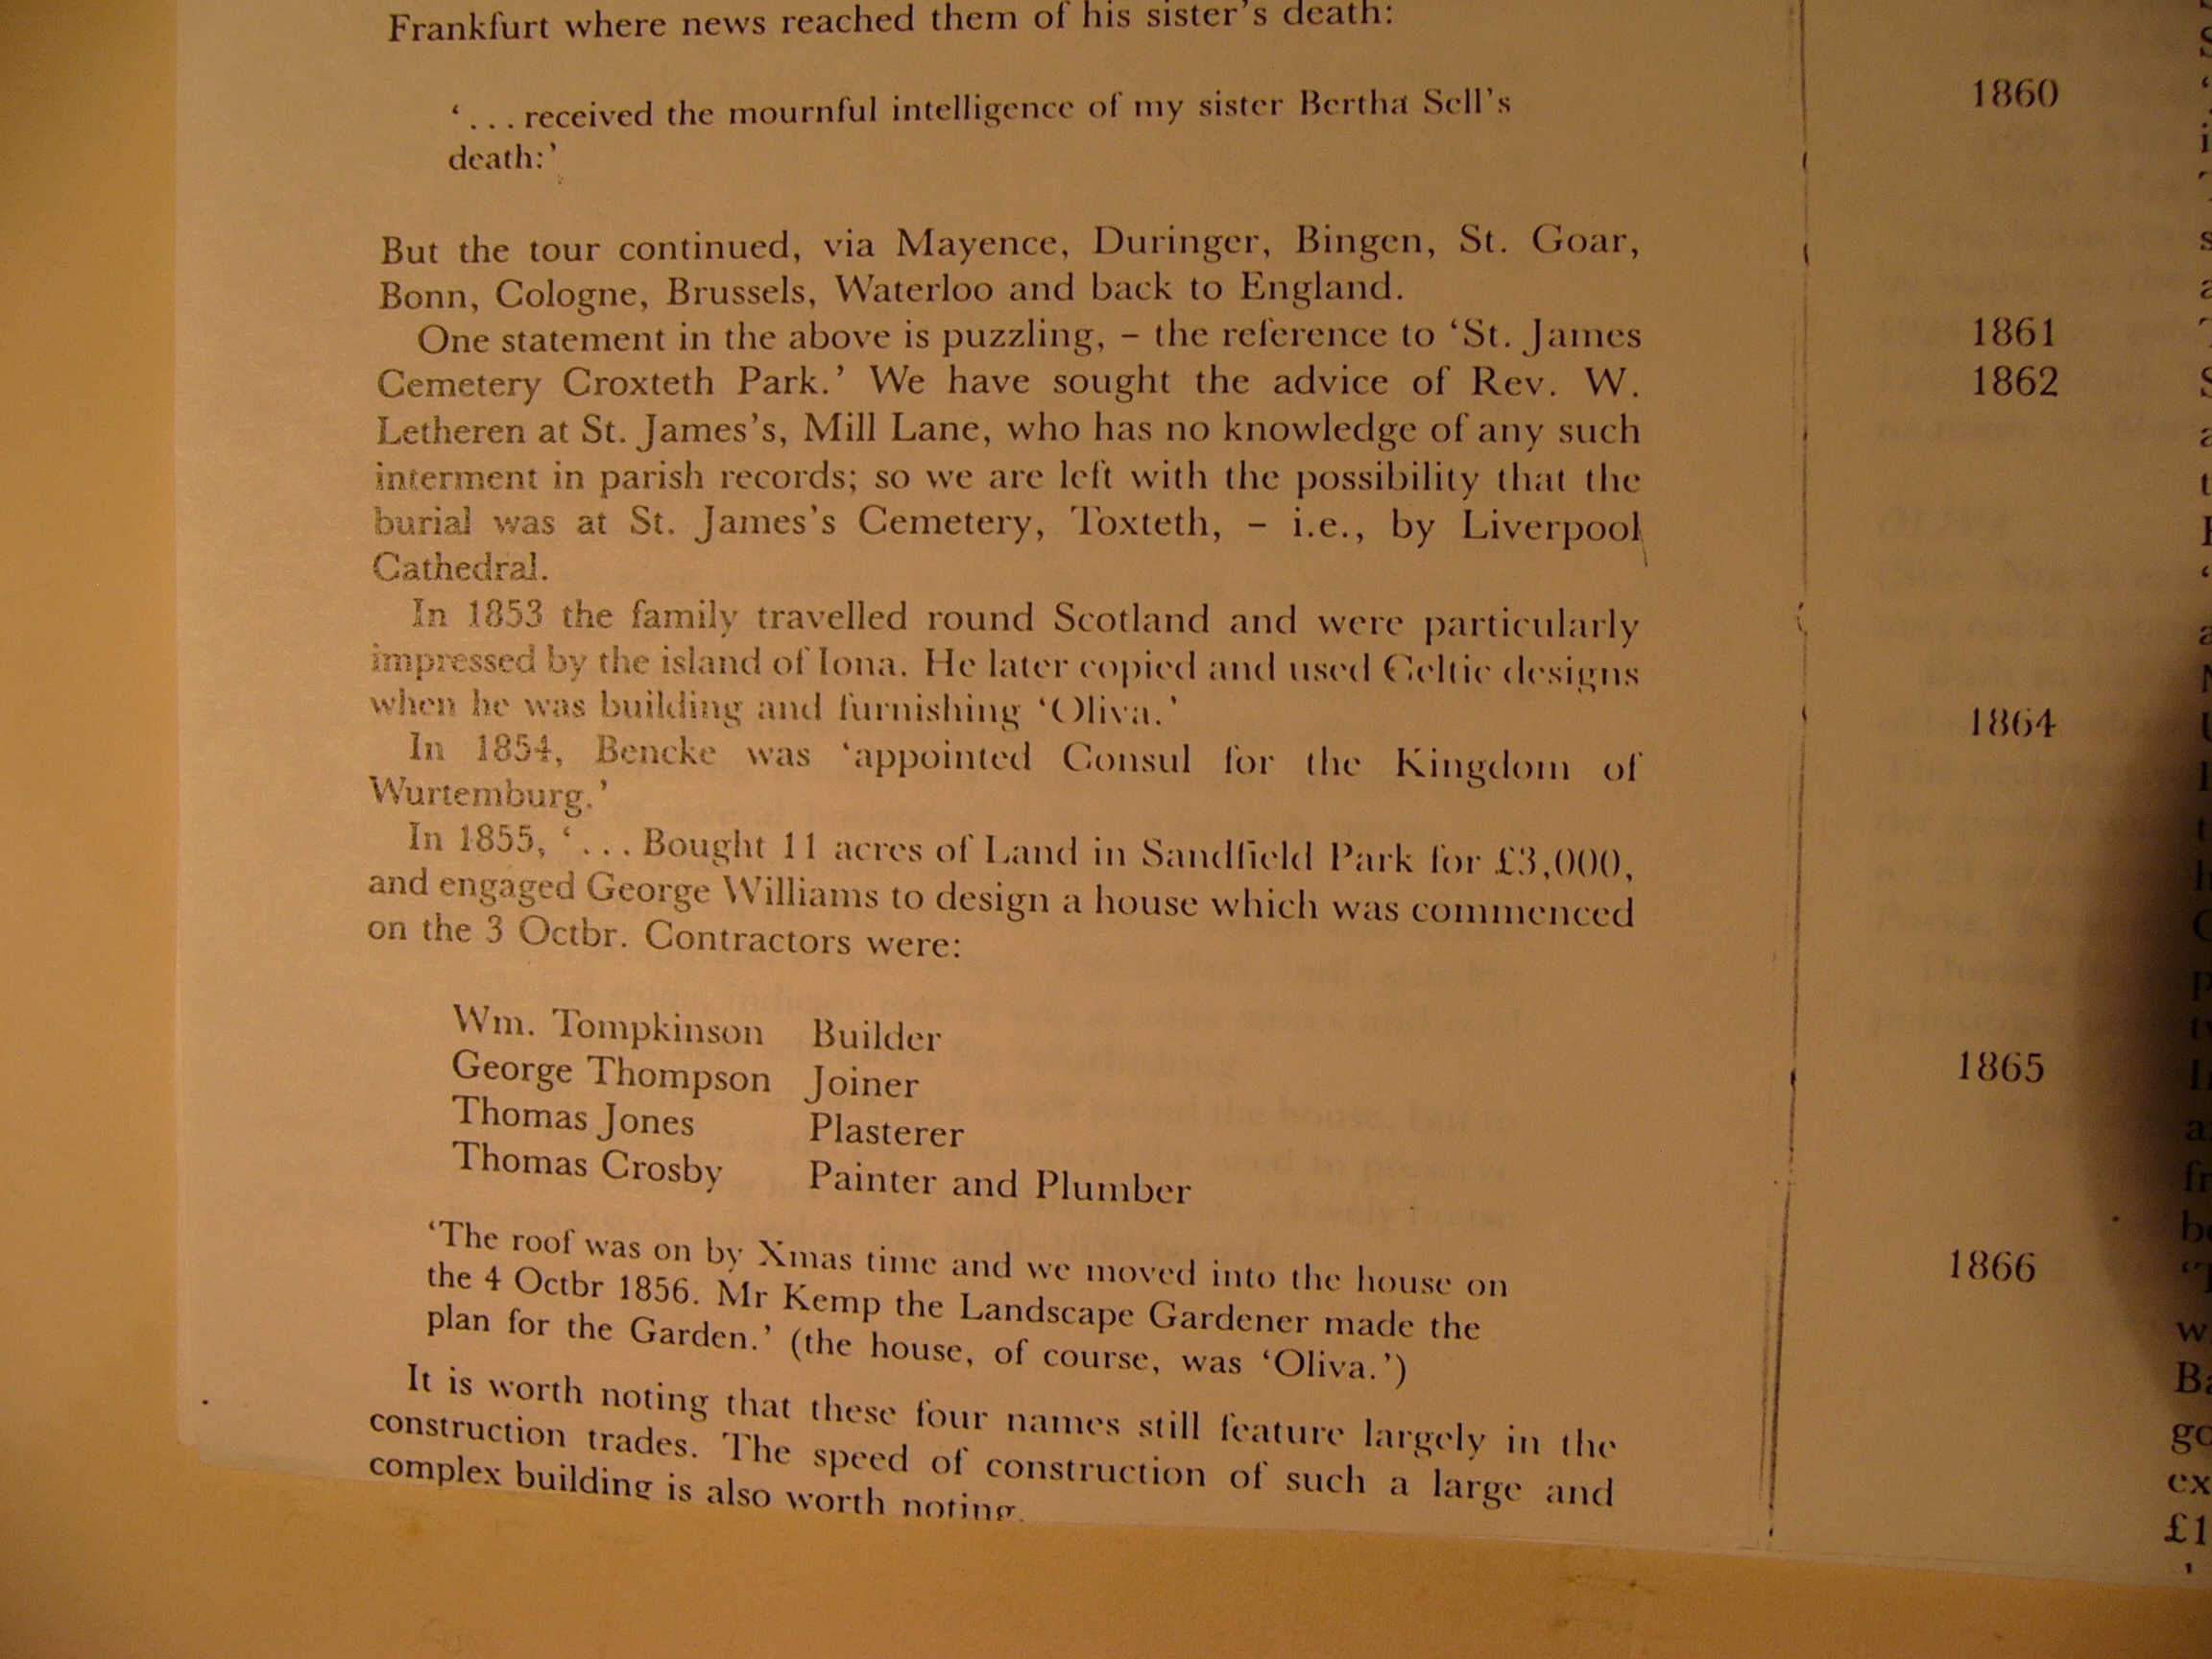 Frankfurt where news reached them of his sister's death:
‘ . . . received the mournful intelligence of my sister Bertha Sell's
death:’
But the tour continued, via Mayence, Duringer, Bingen, St. Goar,
Bonn, Cologne, Brussels, Waterloo and back to England.
One statement in the above is puzzling, – the reference to ‘St. James
Cemetery Croxteth Park.’ We have sought the advice of Rev. W.
Letheren at St. James's, Mill Lane, who has no knowledge of any such
interment in parish records; so we are left with the possibility that the
burial was at St. James's Cemetery, Toxteth, – i.e., by Liverpool
Cathedral.
In 1853 the family travelled round Scotland and were particularly
impressed by the island of Iona. He later copied and used Celtic designs
when he was building and furnishing ‘Oliva.’
In 1854, Bencke was ‘appointed Consul for the Kingdom of
Wurtemburg.’
In 1855, ‘ . . . Bought 11 acres of Land in Sandfield Park for £3,000,
and engaged George Williams to design a house which was commenced
on the 3 Octbr. Contractors were:
Wm. Tompkinson Builder
George Thompson Joiner
Thomas Jones Plasterer
Thomas Crosby Painter and Plumber
‘The roof was on by Xmas time and we moved into the house on
the 4 Octbr 1856. Mr Kemp the Landscape Gardener made the
plan for the Garden.’ (the house, of course, was ‘Oliva.’)
It is worth noting that these four names still feature largely in the
construction trades. The speed of construction of such a large and
complex building is also worth noting.
1860
1861
1862
1864
1865
1866